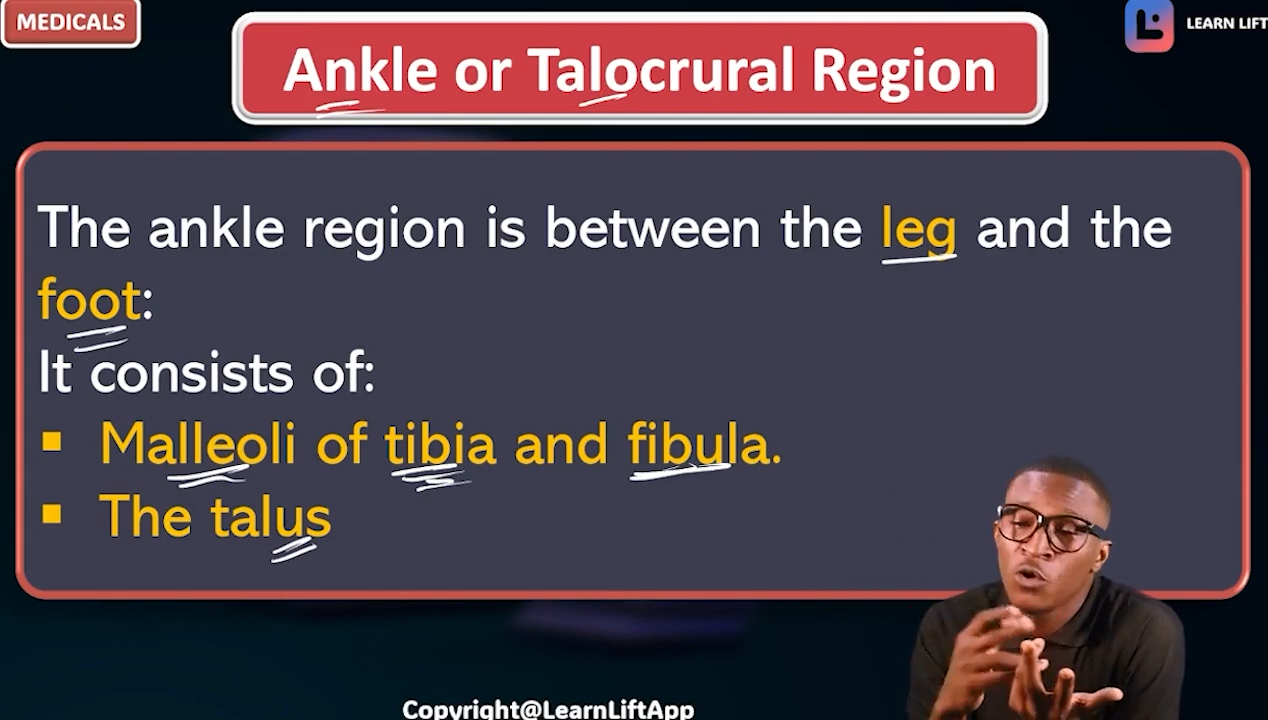 MEDICALS
LEARN LIFT
Ankle or Talocrural Region
The ankle region is between the leg and the
foot:
It consists of:
▪ Malleoli of tibia and fibula.
▪ The talus
Copyright@LearnLiftApp